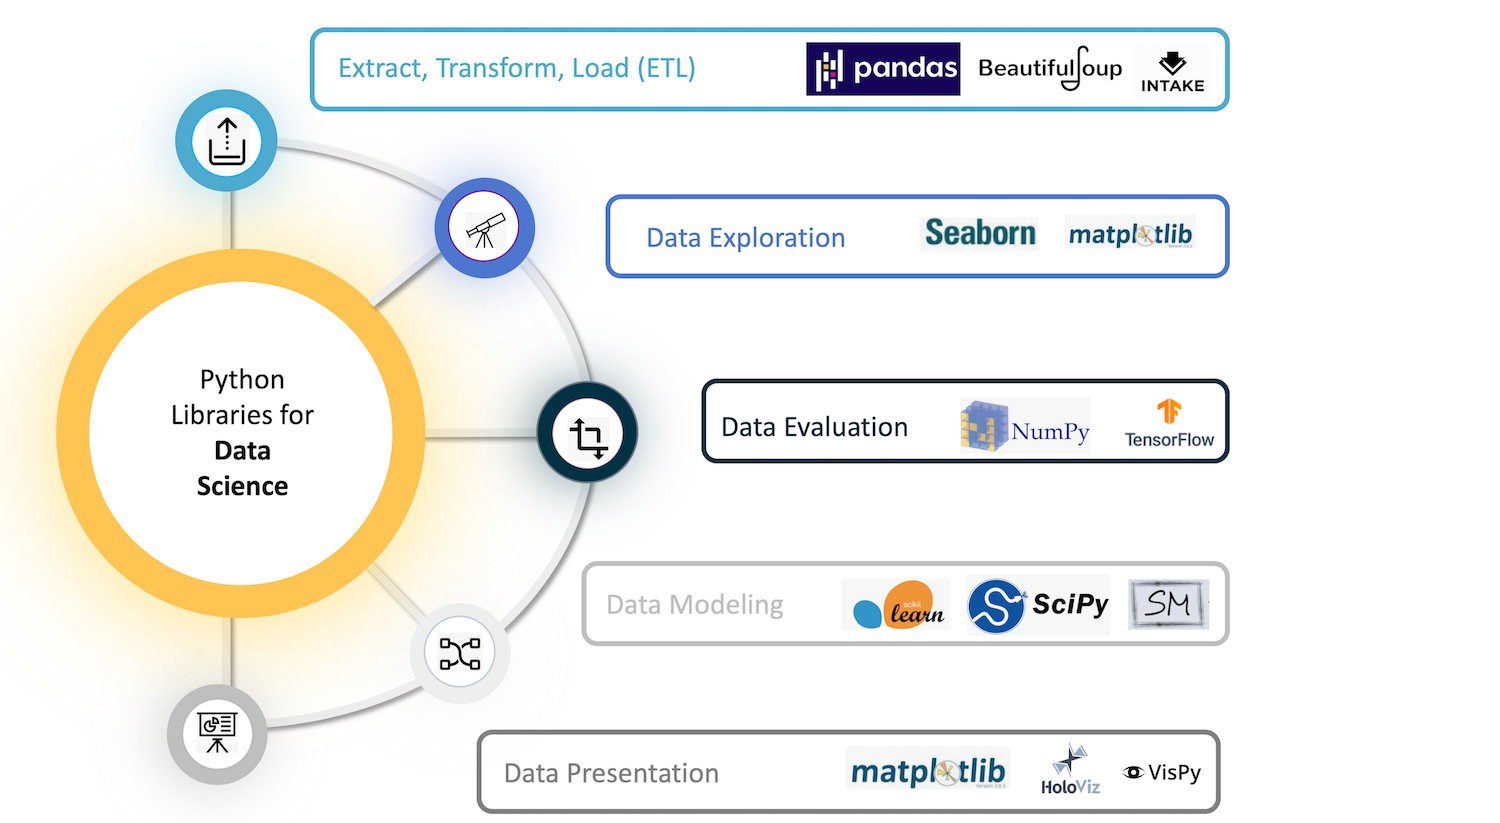 Extract, Transform, Load (ETL)
pandas
BeautifulSoup
INTAKE
Data Exploration
Seaborn
matplotlib
Python
Libraries for
Data
Science
Data Evaluation
NumPy
TensorFlow
Data Modeling
scikit
learn
SciPy
SM
Data Presentation
matplotlib
HoloViz
VisPy